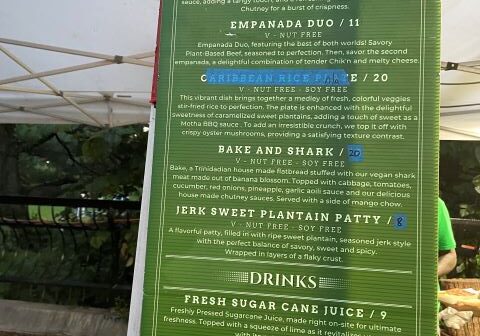 sauce, adding a tangy touch, and a refreshing
Chutney for a burst of crispness.
EMPANADA DUO / 11
V - NUT FREE
Empanada Duo, featuring the best of both worlds! Savory
Plant-Based Beef, seasoned to perfection. Then, savor the second
empanada, a delightful combination of tender Chik'n and melty cheese.
CARIBBEAN RICE PLATE / 20
V - NUT FREE - SOY FREE
This vibrant dish brings together a medley of fresh, colorful veggies
stir-fried rice to perfection. The plate is enhanced with the delightful
sweetness of caramelized sweet plantains, adding a touch of sweet as a
Motha BBQ sauce. To add an irresistible crunch, we top it off with
crispy oyster mushrooms, providing a satisfying texture contrast.
BAKE AND SHARK / 20
V - NUT FREE - SOY FREE
Bake, a Trinidadian house made flatbread stuffed with our vegan shark
meat made out of banana blossom. Topped with cabbage, tomatoes,
cucumber, red onions, pineapple, garlic aoili sauce and our delicious
house made chutney sauces. Served with a side of mango chow.
JERK SWEET PLANTAIN PATTY / 8
V - NUT FREE - SOY FREE
A flavorful patty, filled in with ripe sweet plantain, seasoned jerk style
with the perfect balance of savory, sweet and spicy.
Wrapped in layers of a flaky crust.
DRINKS
FRESH SUGAR CANE JUICE / 9
Freshly Pressed Sugarcane Juice, made right on-site for ultimate
freshness. Topped with a squeeze of lime as it revitalizes